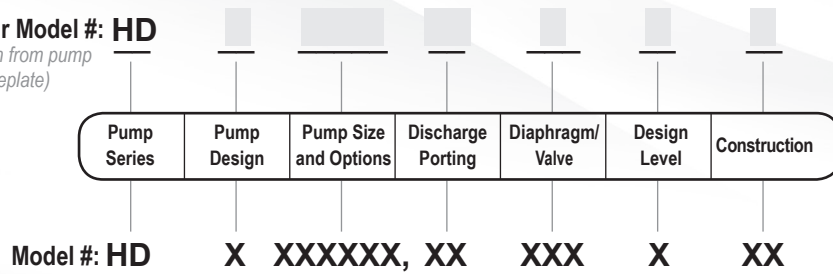 r Model #: HD
from pump
eplate)
Pump Series
Pump Design
Pump Size and Options
Discharge Porting
Diaphragm/ Valve
Design Level
Construction
Model #: HD X XXXXXX, XX XXX X XX